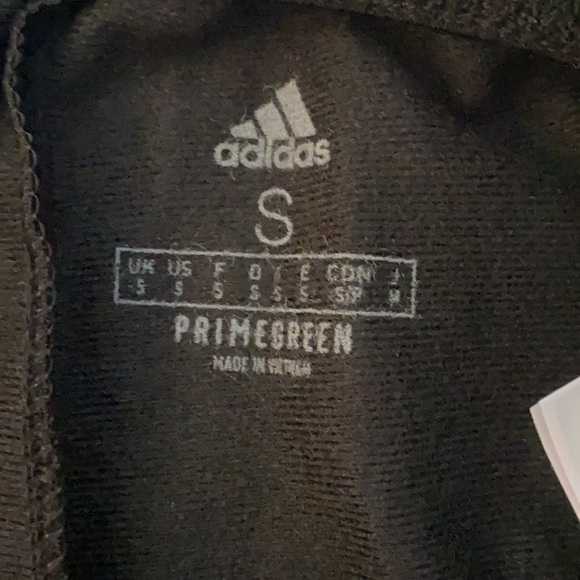 adidas
S
UK US F D I E CDN J
S S S S S S S/P M
PRIMEGREEN
MADE IN VIETNAM